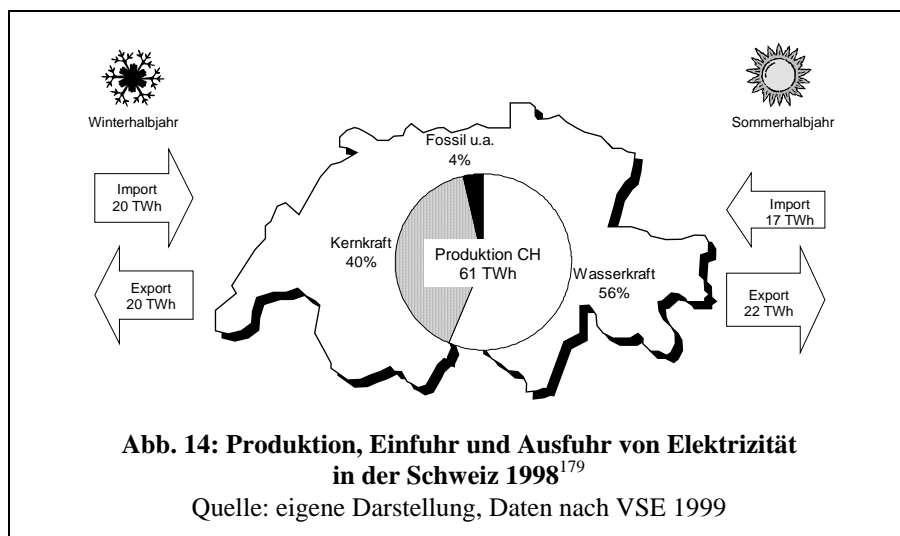 Winterhalbjahr
Sommerhalbjahr
Fossil u.a.
4%
Import
20 TWh
Import
17 TWh
Kernkraft
40%
Produktion CH
61 TWh
Wasserkraft
56%
Export
20 TWh
Export
22 TWh
Abb. 14: Produktion, Einfuhr und Ausfuhr von Elektrizität
in der Schweiz 1998¹⁷⁹
Quelle: eigene Darstellung, Daten nach VSE 1999